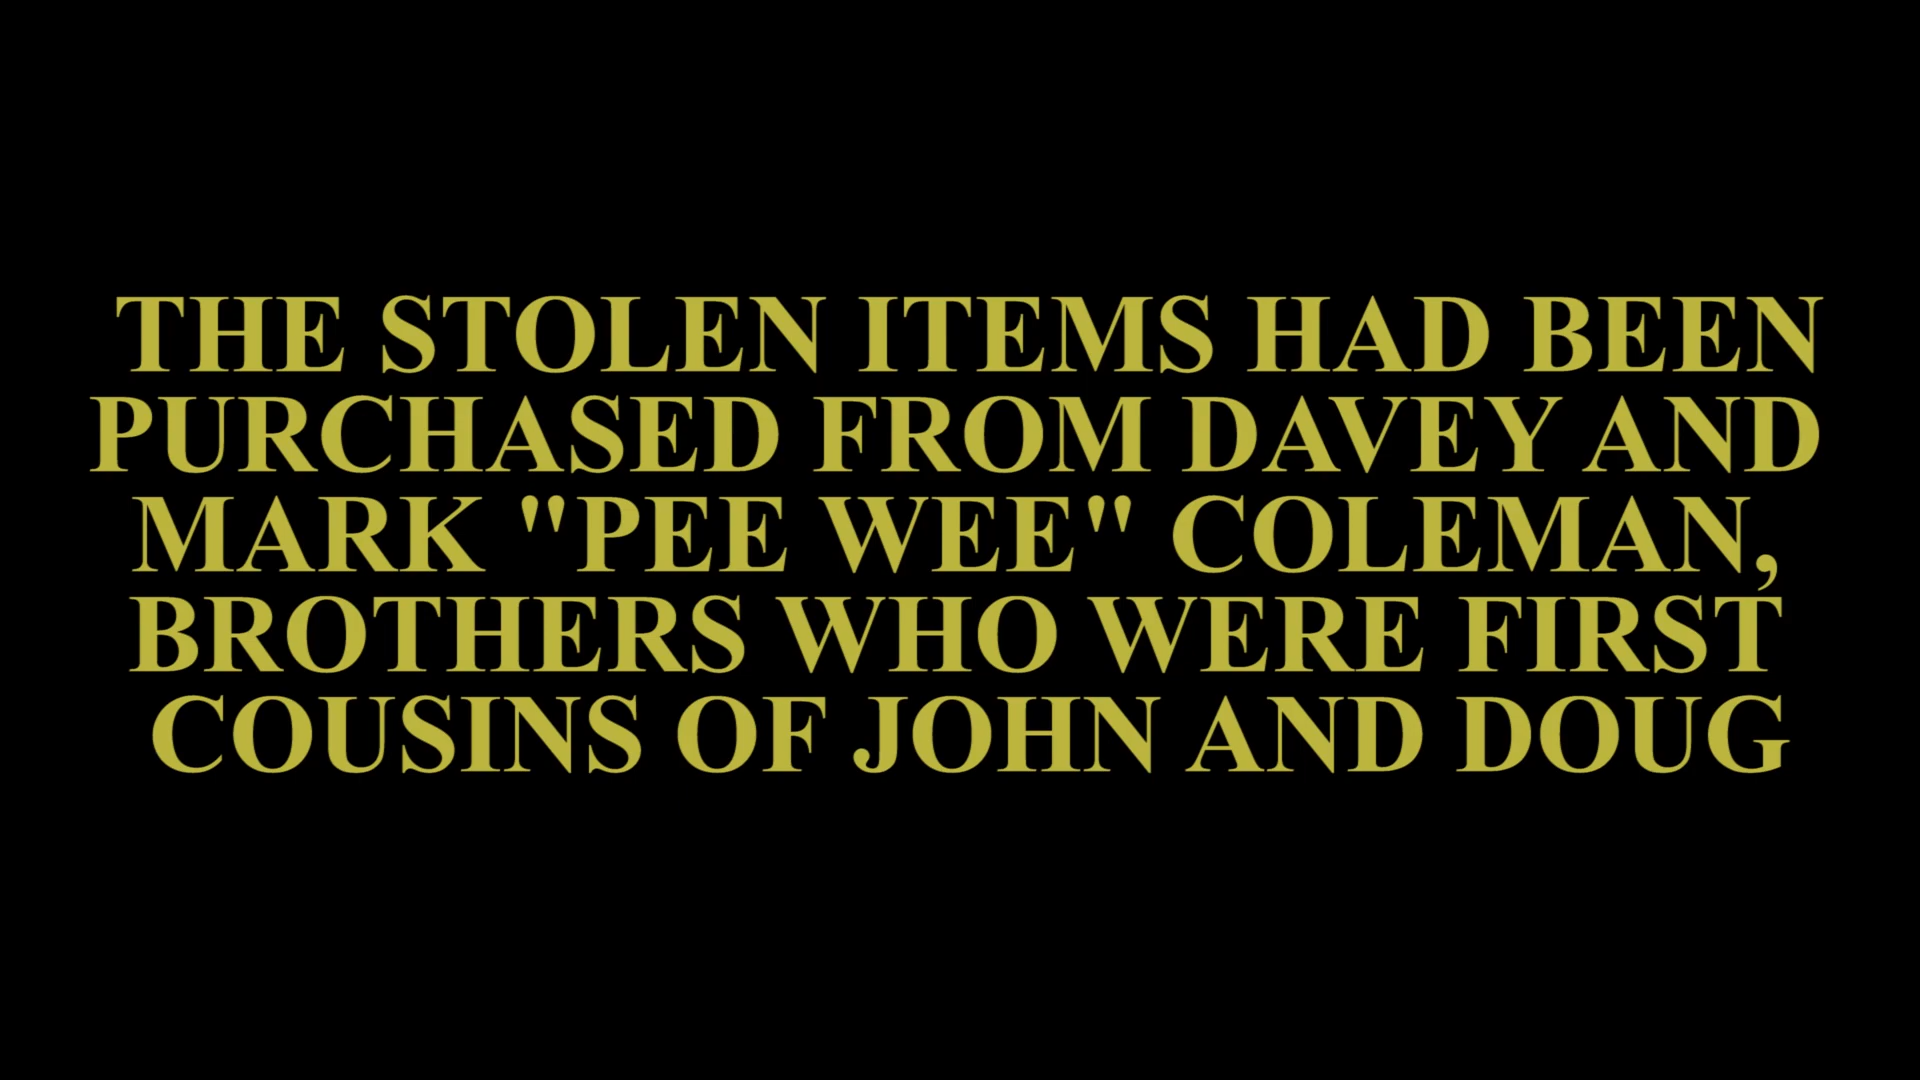 THE STOLEN ITEMS HAD BEEN
PURCHASED FROM DAVEY AND
MARK "PEE WEE" COLEMAN,
BROTHERS WHO WERE FIRST
COUSINS OF JOHN AND DOUG